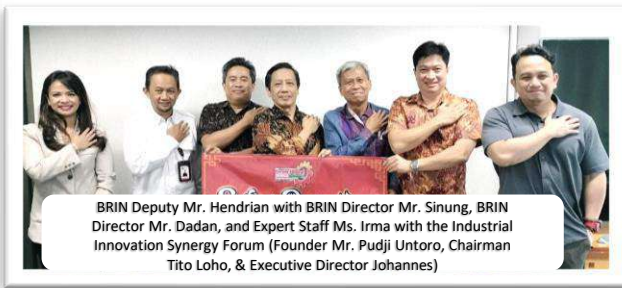 BRIN Deputy Mr. Hendrian with BRIN Director Mr. Sinung, BRIN
Director Mr. Dadan, and Expert Staff Ms. Irma with the Industrial
Innovation Synergy Forum (Founder Mr. Pudji Untoro, Chairman
Tito Loho, & Executive Director Johannes)